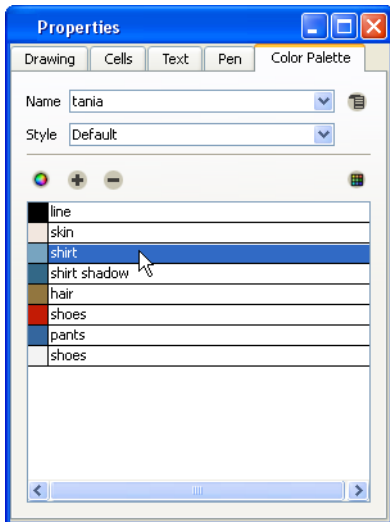 Properties
Drawing Cells Text Pen Color Palette
Name tania
Style Default
line
skin
shirt
shirt shadow
hair
shoes
pants
shoes